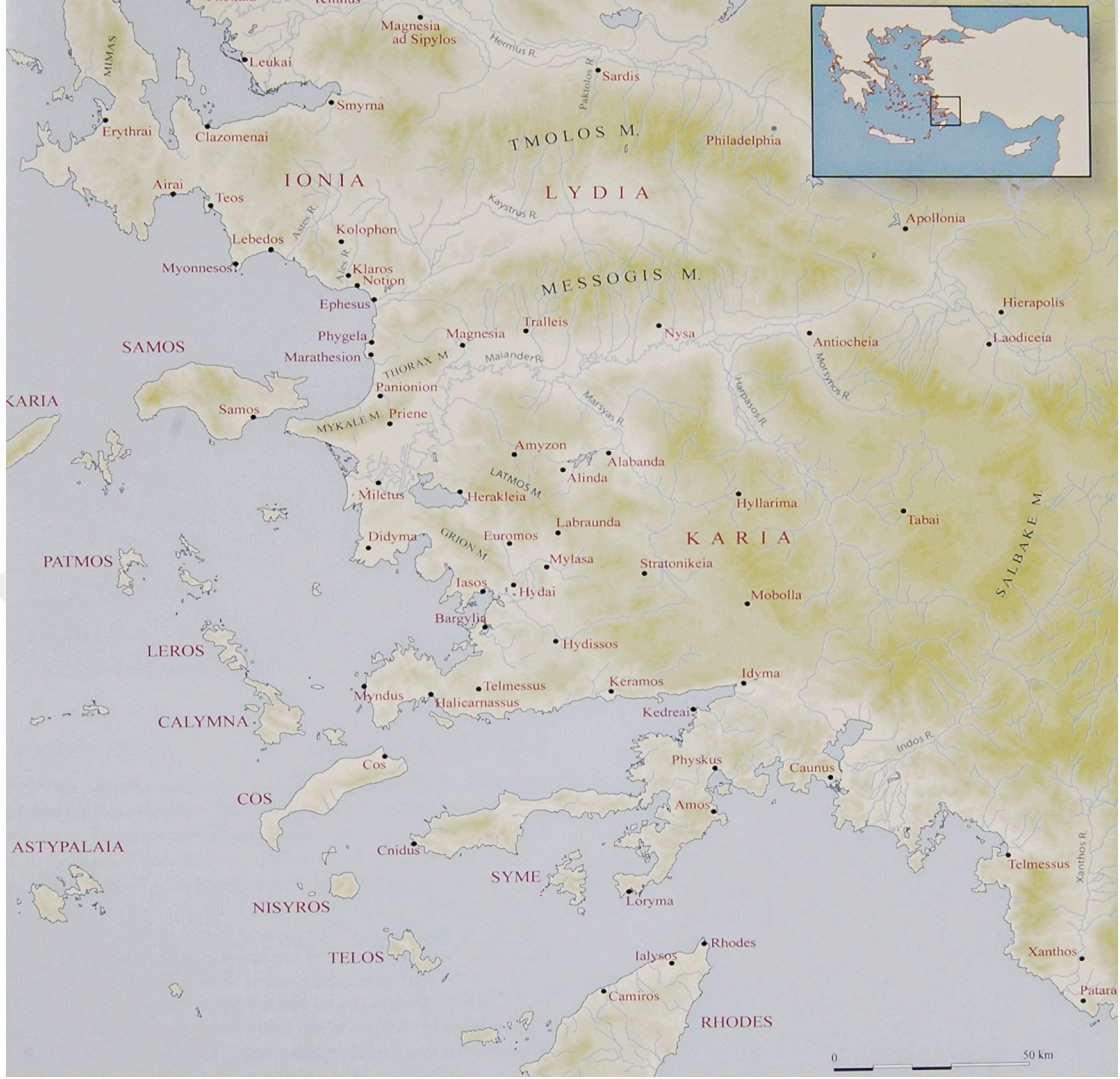 Magnesia
ad Sipylos
Hermus R.
MIMAS
Leukai
Paktolos R.
Sardis
Smyrna
Erythrai
Clazomenai
TMOLOS M.
Philadelphia
IONIA
LYDIA
Airai
Teos
Kaystrus R.
Astes R.
Apollonia
Kolophon
Lebedos
Ales R.
Myonnesos
Klaros
Notion
MESSOGIS M.
Ephesus
Hierapolis
Phygela
Magnesia
Tralleis
Nysa
Antiocheia
Laodiceia
SAMOS
Marathesion
THORAX M.
Maiander R.
Morsynos R.
Panionion
Marsyas R.
Harpasos R.
KARIA
Samos
MYKALE M.
Priene
Amyzon
Alabanda
Alinda
LATMOS M.
Miletus
Herakleia
Hyllarima
Tabai
Labraunda
KARIA
Didyma
GRION M.
Euromos
SALBAKE M.
PATMOS
Mylasa
Stratonikeia
Iasos
Hydai
Mobolla
Bargylia
LEROS
Hydissos
Idyma
Myndus
Telmessus
Keramos
Halicarnassus
Kedreai
CALYMNA
Indos R.
Cos
Physkus
Caunus
COS
Amos
ASTYPALAIA
Cnidus
Telmessus
Xanthos R.
SYME
NISYROS
Loryma
TELOS
Rhodes
Ialysos
Xanthos
Camiros
Patara
RHODES
0 50 km